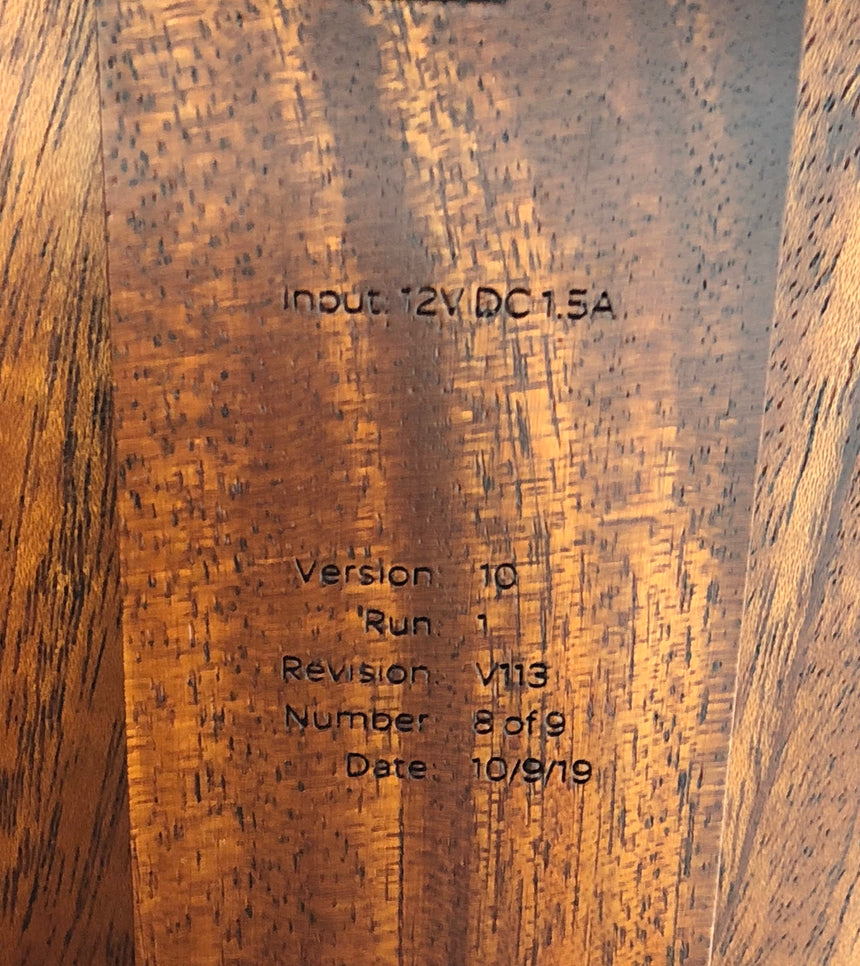 Input: 12V DC 1.5A
Version: 10
Run: 1
Revision: V113
Number: 8 of 9
Date: 10/9/19